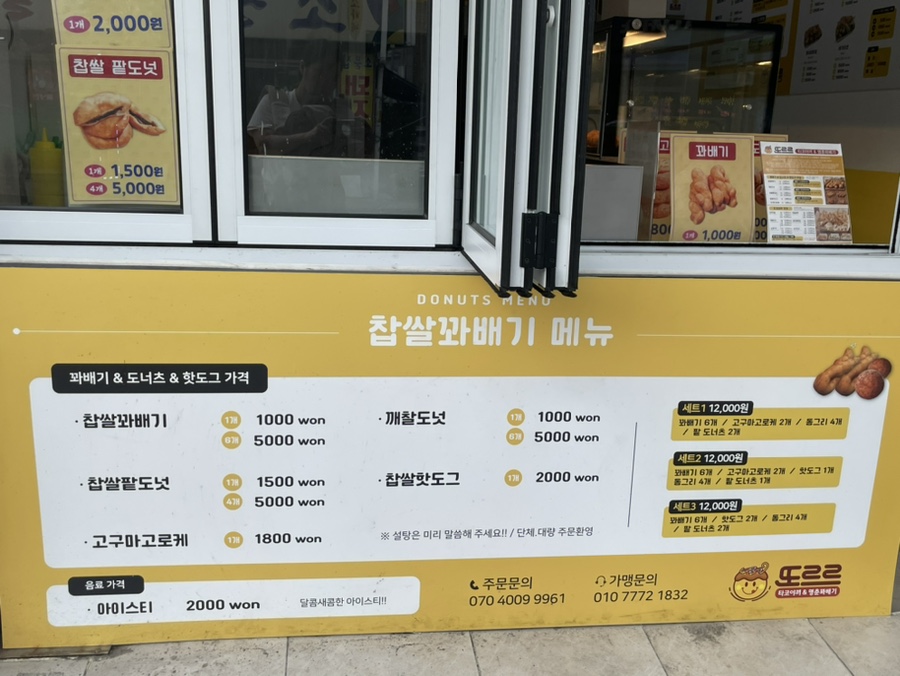 1개 2,000원
찹쌀 팥도넛
1개 1,500원
4개 5,000원
꽈배기
1,000원
또르르
DONUTS MENU
찹쌀꽈배기 메뉴
꽈배기 & 도너츠 & 핫도그 가격
· 찹쌀꽈배기 1개 1000 won
6개 5000 won
· 찹쌀팥도넛 1개 1500 won
4개 5000 won
· 고구마고로케 1개 1800 won
· 깨찰도넛 1개 1000 won
6개 5000 won
· 찹쌀핫도그 1개 2000 won
※ 설탕은 미리 말씀해 주세요!! / 단체.대량 주문환영
세트1 12,000원
꽈배기 6개 / 고구마고로케 2개 / 동그리 4개
/ 팥 도너츠 2개
세트2 12,000원
꽈배기 6개 / 고구마고로케 2개 / 핫도그 1개
동그리 4개 / 팥 도너츠 1개
세트3 12,000원
꽈배기 6개 / 핫도그 2개 / 동그리 4개
/ 팥 도너츠 2개
음료 가격
· 아이스티 2000 won 달콤새콤한 아이스티!!
주문문의
070 4009 9961
가맹문의
010 7772 1832
또르르
타코야끼 & 명춘꽈배기